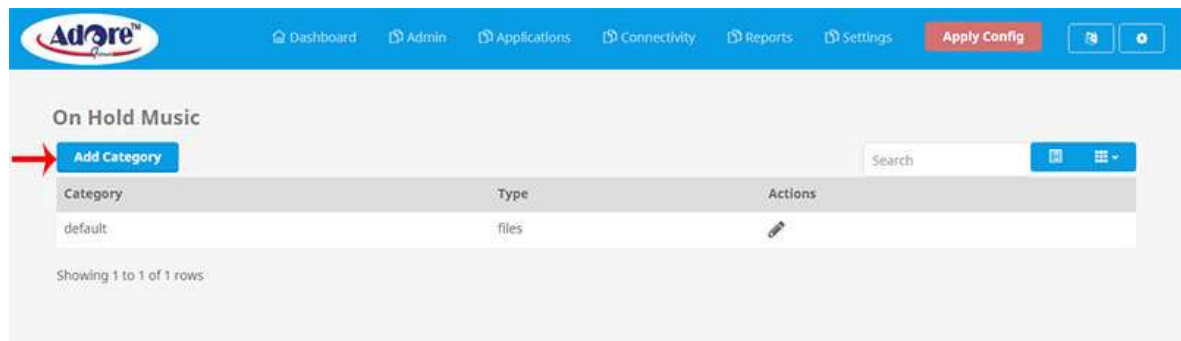 Adore™
Dashboard Admin Applications Connectivity Reports Settings Apply Config
On Hold Music
Add Category
Search
Category Type Actions
default files
Showing 1 to 1 of 1 rows